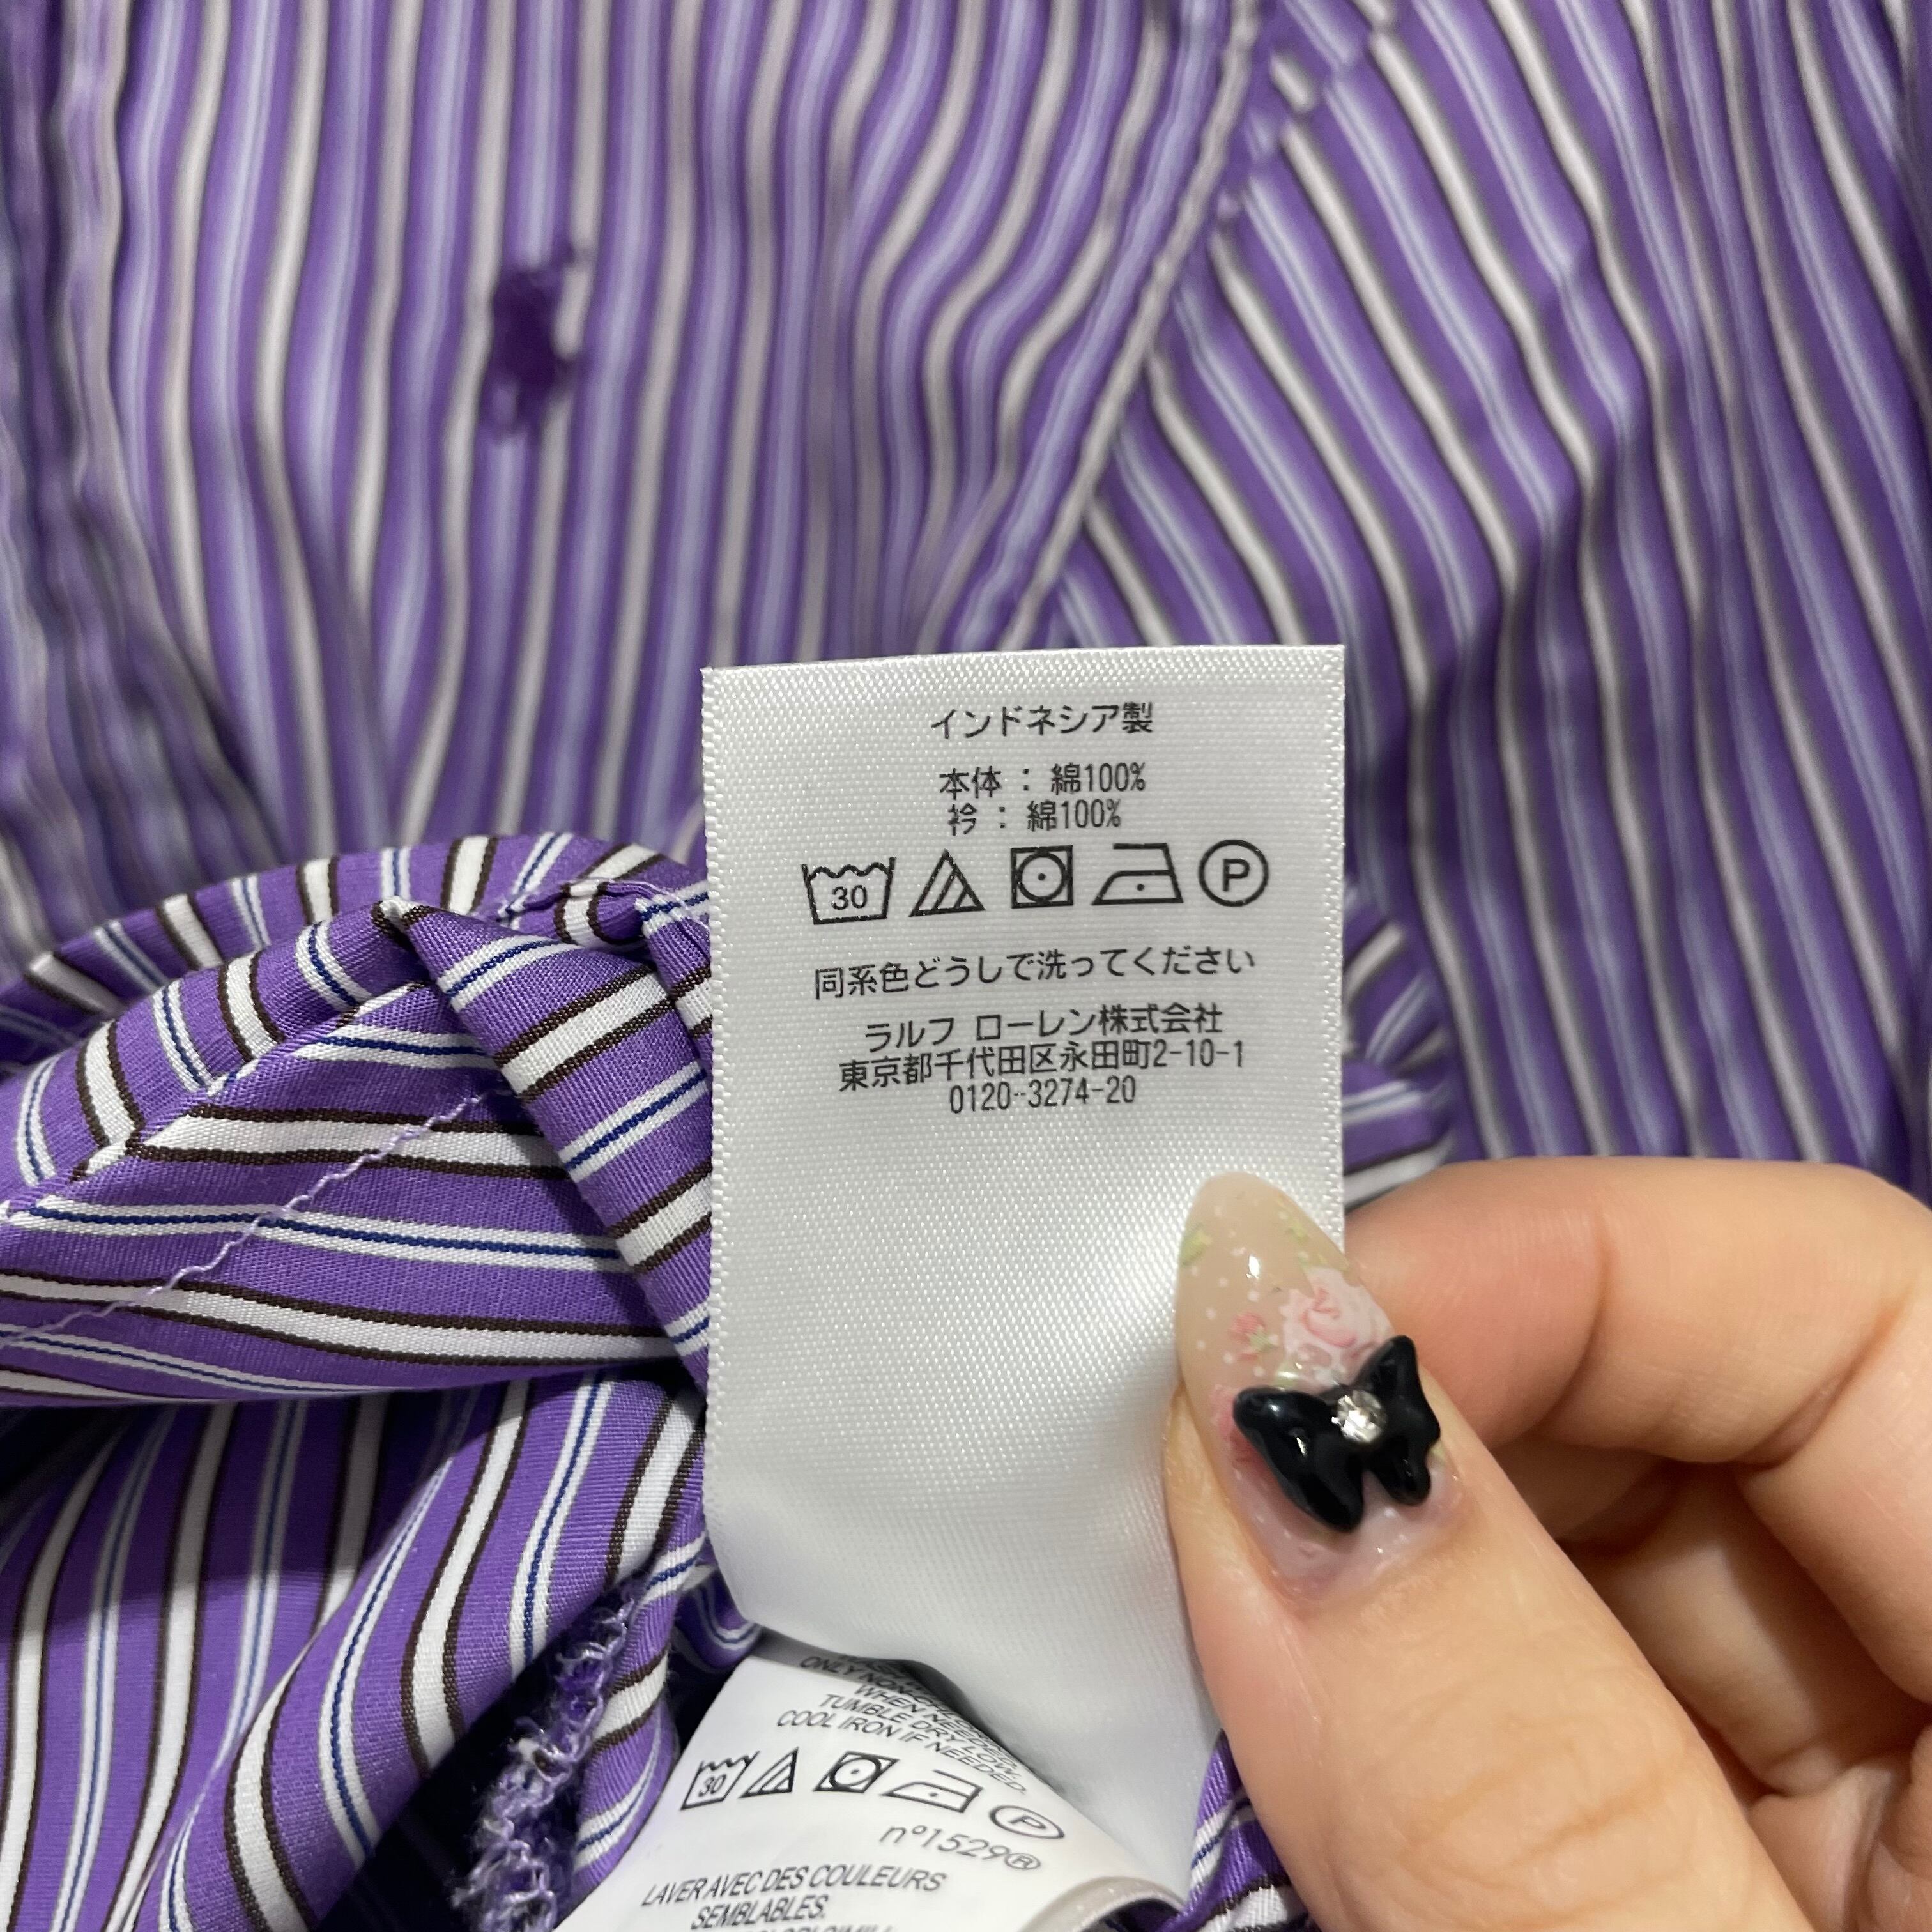 インドネシア製
本体 : 綿100%
衿 : 綿100%
30 P
同系色どうしで洗ってください
ラルフ ローレン株式会社
東京都千代田区永田町2-10-1
0120-3274-20
ONLY NON-CHLORINE
WHEN NEEDED.
TUMBLE DRY LOW.
COOL IRON IF NEEDED.
30 P
n°1529®
LAVER AVEC DES COULEURS
SEMBLABLES.